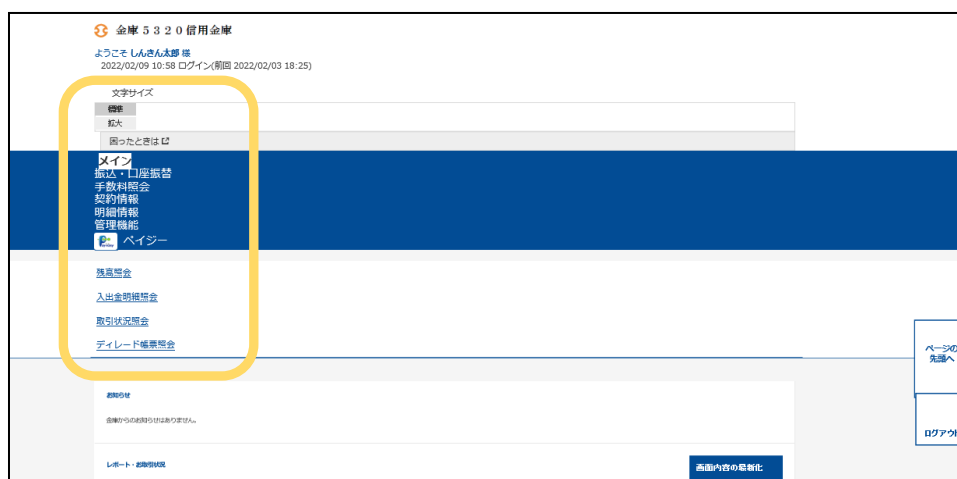 金庫５３２０信用金庫
ようこそ しんきん太郎 様
2022/02/09 10:58 ログイン(前回 2022/02/03 18:25)
文字サイズ
標準
拡大
困ったときは
メイン
振込・口座振替
手数料照会
契約情報
明細情報
管理機能
ペイジー
残高照会
入出金明細照会
取引状況照会
ディレード帳票照会
ページの
先頭へ
お知らせ
金庫からのお知らせはありません。
ログアウト
レポート・お取引状況
画面内容の最新化